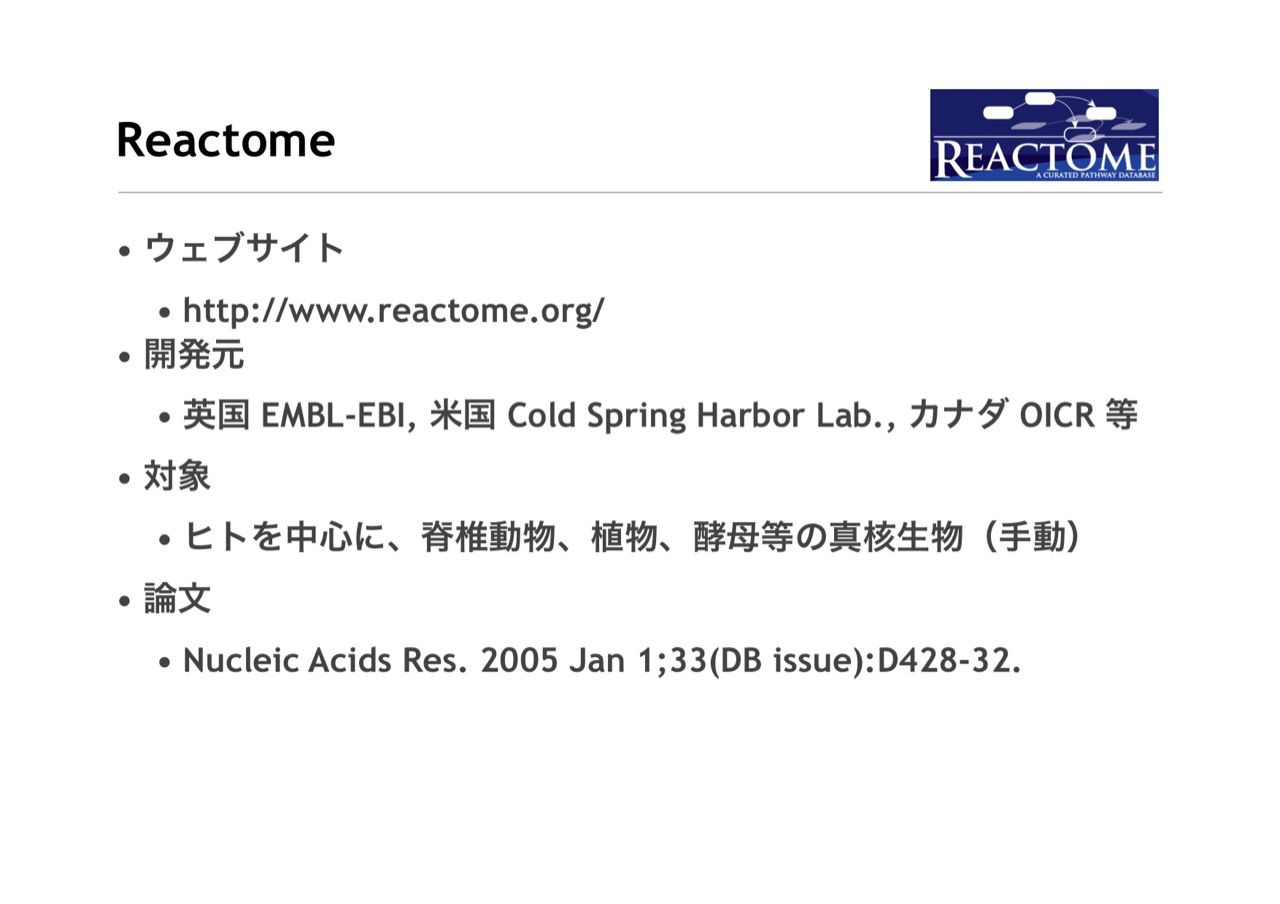 Reactome
REACTOME
A CURATED PATHWAY DATABASE
• ウェブサイト
• http://www.reactome.org/
• 開発元
• 英国 EMBL-EBI, 米国 Cold Spring Harbor Lab., カナダ OICR 等
• 対象
• ヒトを中心に、脊椎動物、植物、酵母等の真核生物（手動）
• 論文
• Nucleic Acids Res. 2005 Jan 1;33(DB issue):D428-32.